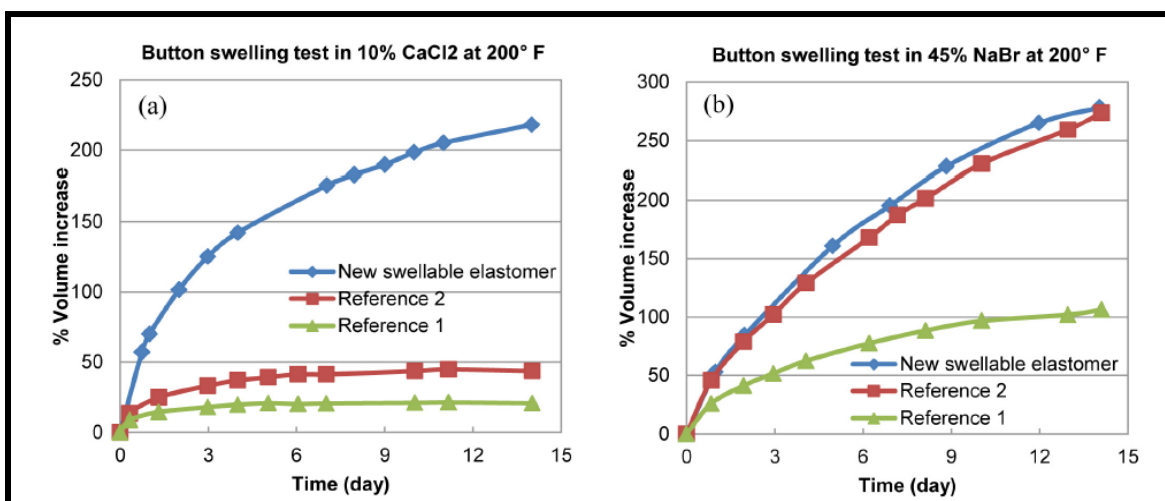 Button swelling test in 10% CaCl2 at 200° F
250
200
150
100
50
0
% Volume increase
(a)
New swellable elastomer
Reference 2
Reference 1
0 3 6 9 12 15
Time (day)
Button swelling test in 45% NaBr at 200° F
300
250
200
150
100
50
0
% Volume increase
(b)
New swellable elastomer
Reference 2
Reference 1
0 3 6 9 12 15
Time (day)